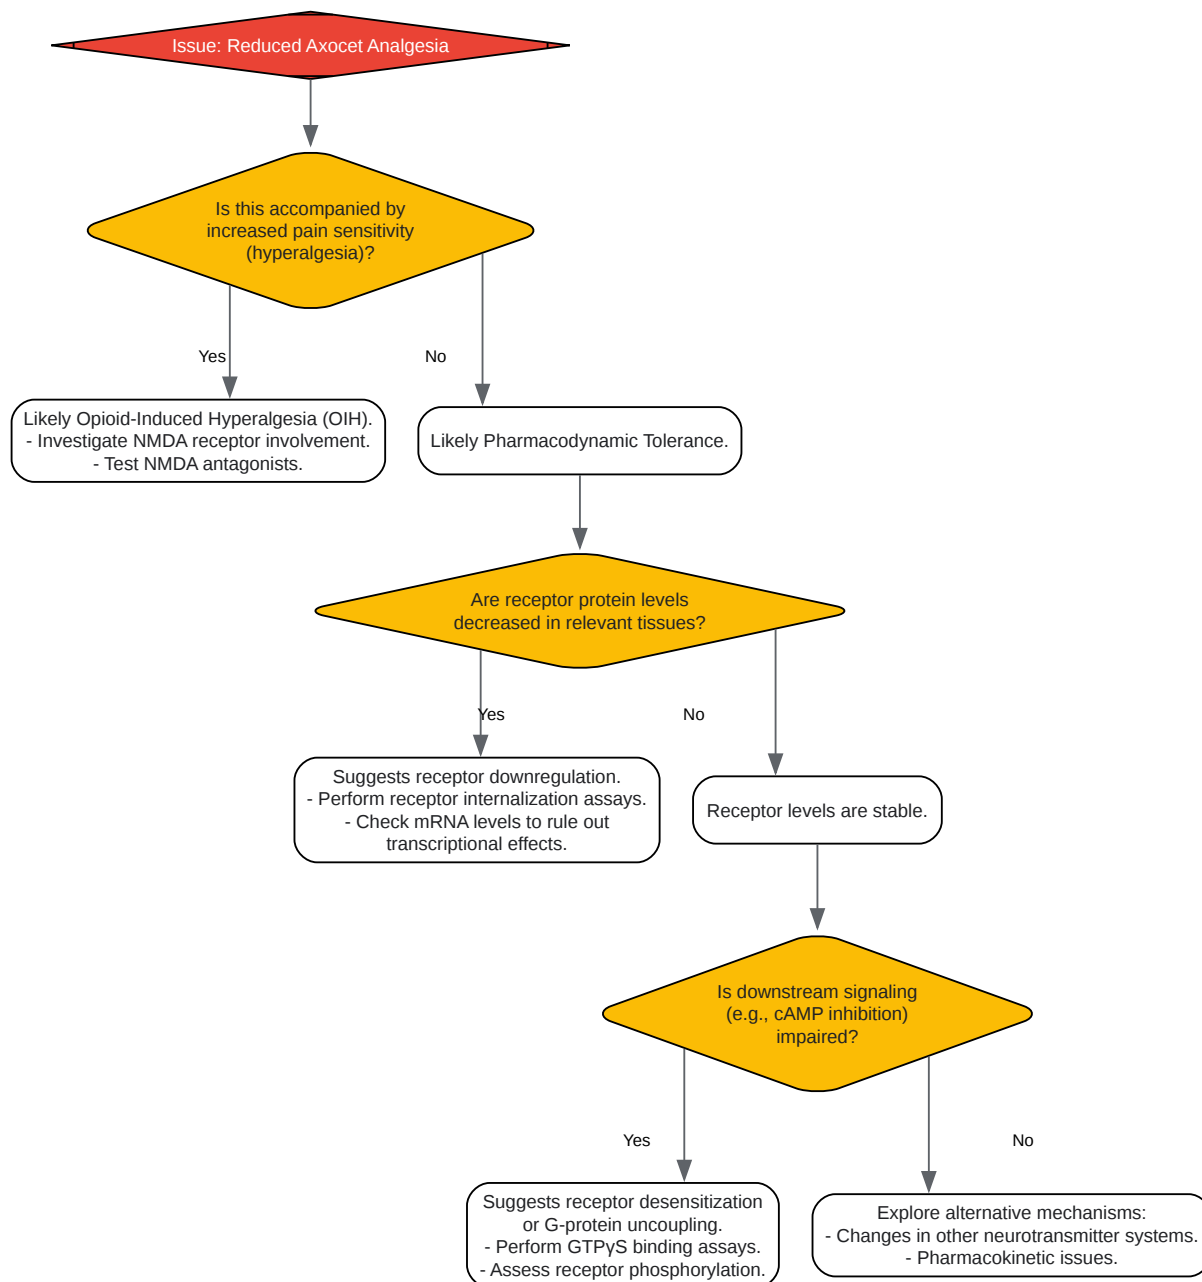 Issue: Reduced Axocet Analgesia
Is this accompanied by
increased pain sensitivity
(hyperalgesia)?
Yes
No
Likely Opioid-Induced Hyperalgesia (OIH).
- Investigate NMDA receptor involvement.
- Test NMDA antagonists.
Likely Pharmacodynamic Tolerance.
Are receptor protein levels
decreased in relevant tissues?
Yes
No
Suggests receptor downregulation.
- Perform receptor internalization assays.
- Check mRNA levels to rule out
transcriptional effects.
Receptor levels are stable.
Is downstream signaling
(e.g., cAMP inhibition)
impaired?
Yes
No
Suggests receptor desensitization
or G-protein uncoupling.
- Perform GTPγS binding assays.
- Assess receptor phosphorylation.
Explore alternative mechanisms:
- Changes in other neurotransmitter systems.
- Pharmacokinetic issues.